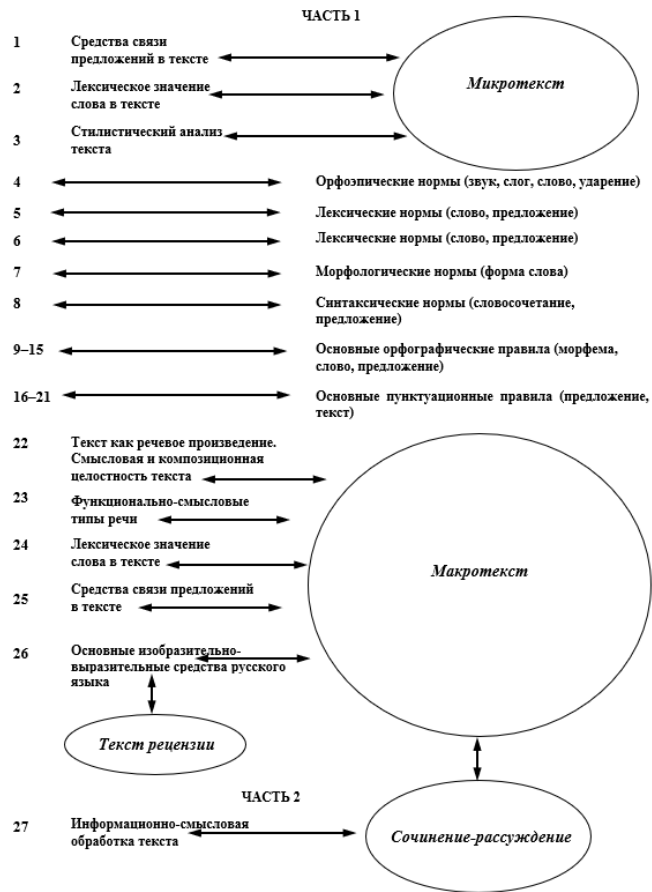 ЧАСТЬ 1
1 Средства связи
предложений в тексте
Микротекст
2 Лексическое значение
слова в тексте
3 Стилистический анализ
текста
4 Орфоэпические нормы (звук, слог, слово, ударение)
5 Лексические нормы (слово, предложение)
6 Лексические нормы (слово, предложение)
7 Морфологические нормы (форма слова)
8 Синтаксические нормы (словосочетание,
предложение)
9–15 Основные орфографические правила (морфема,
слово, предложение)
16–21 Основные пунктуационные правила (предложение,
текст)
22 Текст как речевое произведение.
Смысловая и композиционная
целостность текста
23 Функционально-смысловые
типы речи
24 Лексическое значение
слова в тексте
Макротекст
25 Средства связи предложений
в тексте
26 Основные изобразительно-
выразительные средства русского
языка
Текст рецензии
ЧАСТЬ 2
27 Информационно-смысловая
обработка текста
Сочинение-рассуждение